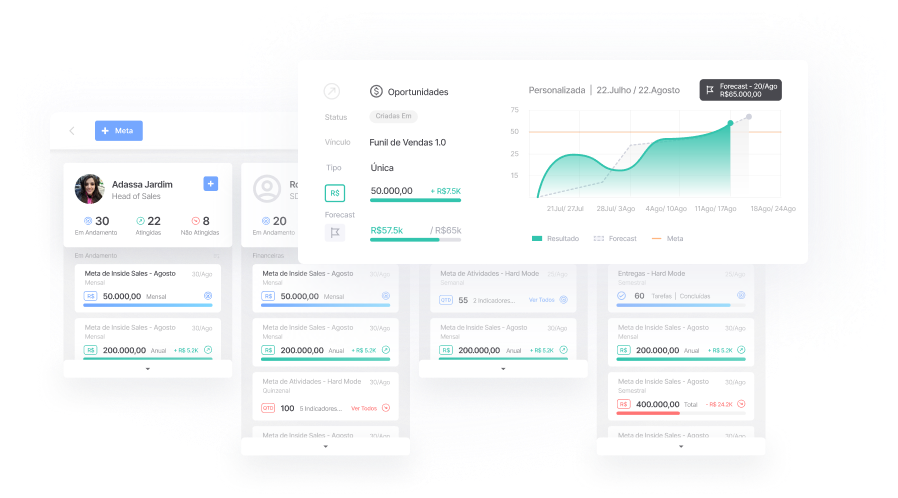 Oportunidades
Status
Criadas Em
Vínculo
Funil de Vendas 1.0
Tipo
Única
R$
50.000,00
+ R$7.5K
Forecast
R$57.5k
/ R$65k
Personalizada | 22.Julho / 22.Agosto
Forecast - 20/Ago
R$65.000,00
75
50
25
15
21Jul/ 27Jul
28Jul/ 3Ago
4Ago/ 10Ago
11Ago/ 17Ago
18Ago/ 24Ago
Resultado
Forecast
Meta
+ Meta
Adassa Jardim
Head of Sales
+
30
Em Andamento
22
Atingidas
8
Não Atingidas
Em Andamento
Meta de Inside Sales - Agosto
30/Ago
Mensal
R$ 50.000,00 Mensal
Meta de Inside Sales - Agosto
30/Ago
Mensal
R$ 200.000,00 Anual + R$ 5.2K
20
Em Andamento
Financeiras
Meta de Inside Sales - Agosto
30/Ago
Mensal
R$ 50.000,00 Mensal
Meta de Inside Sales - Agosto
30/Ago
Mensal
R$ 200.000,00 Anual + R$ 5.2K
Meta de Atividades - Hard Mode
30/Ago
Quinzenal
QTD 100 5 Indicadores... Ver Todos
Meta de Inside Sales - Agosto
30/Ago
Meta de Atividades - Hard Mode
30/Ago
Semanal
QTD 55 2 Indicadores... Ver Todos
Meta de Inside Sales - Agosto
30/Ago
Mensal
R$ 200.000,00 Anual + R$ 5.2K
Entregas - Hard Mode
30/Ago
Semestral
60 Tarefas | Concluídas
Meta de Inside Sales - Agosto
30/Ago
Mensal
R$ 200.000,00 Anual + R$ 5.2K
Meta de Inside Sales - Agosto
30/Ago
Semestral
R$ 400.000,00 Total - R$ 24.2K
Meta de Inside Sales - Agosto
30/Ago